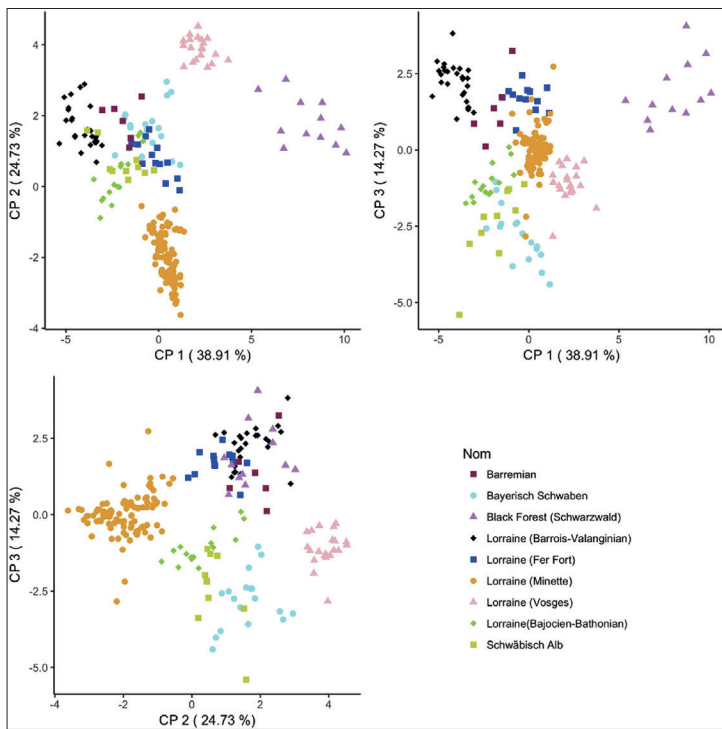 4
2
0
-2
-4
CP 2 ( 24.73 %)
-5
0
5
10
CP 1 ( 38.91 %)
2.5
0.0
-2.5
-5.0
CP 3 ( 14.27 %)
-5
0
5
10
CP 1 ( 38.91 %)
2.5
0.0
-2.5
-5.0
CP 3 ( 14.27 %)
-4
-2
0
2
4
CP 2 ( 24.73 %)
Nom
Barremian
Bayerisch Schwaben
Black Forest (Schwarzwald)
Lorraine (Barrois-Valanginian)
Lorraine (Fer Fort)
Lorraine (Minette)
Lorraine (Vosges)
Lorraine(Bajocien-Bathonian)
Schwäbisch Alb